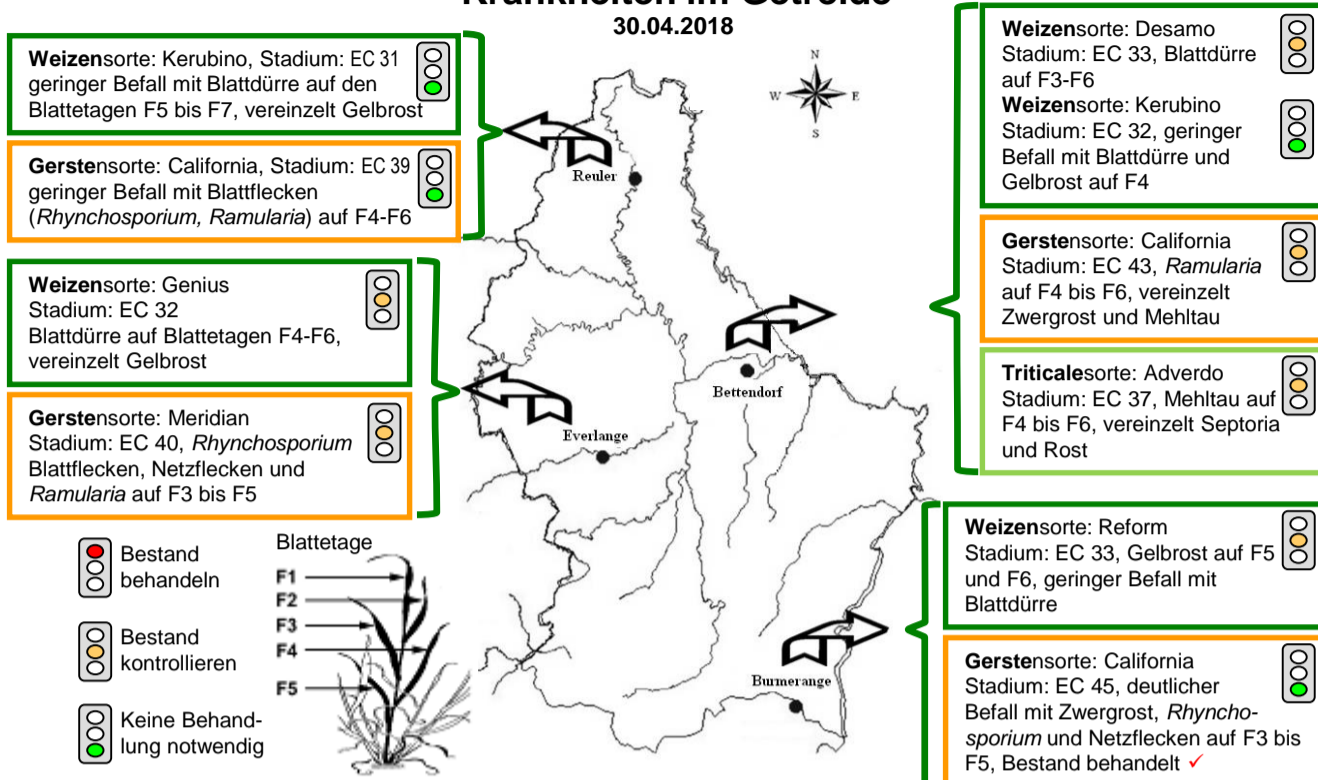 Krankheiten im Getreide
30.04.2018
Weizensorte: Kerubino, Stadium: EC 31
geringer Befall mit Blattdürre auf den
Blattetagen F5 bis F7, vereinzelt Gelbrost
Gerstensorte: California, Stadium: EC 39
geringer Befall mit Blattflecken
(Rhynchosporium, Ramularia) auf F4-F6
Weizensorte: Genius
Stadium: EC 32
Blattdürre auf Blattetagen F4-F6,
vereinzelt Gelbrost
Gerstensorte: Meridian
Stadium: EC 40, Rhynchosporium
Blattflecken, Netzflecken und
Ramularia auf F3 bis F5
Bestand
behandeln
Bestand
kontrollieren
Keine Behand-
lung notwendig
Blattetage
F1
F2
F3
F4
F5
N
W E
S
Reuler
Bettendorf
Everlange
Burmerange
Weizensorte: Desamo
Stadium: EC 33, Blattdürre
auf F3-F6
Weizensorte: Kerubino
Stadium: EC 32, geringer
Befall mit Blattdürre und
Gelbrost auf F4
Gerstensorte: California
Stadium: EC 43, Ramularia
auf F4 bis F6, vereinzelt
Zwergrost und Mehltau
Triticalesorte: Adverdo
Stadium: EC 37, Mehltau auf
F4 bis F6, vereinzelt Septoria
und Rost
Weizensorte: Reform
Stadium: EC 33, Gelbrost auf F5
und F6, geringer Befall mit
Blattdürre
Gerstensorte: California
Stadium: EC 45, deutlicher
Befall mit Zwergrost, Rhyncho-
sporium und Netzflecken auf F3 bis
F5, Bestand behandelt ✓